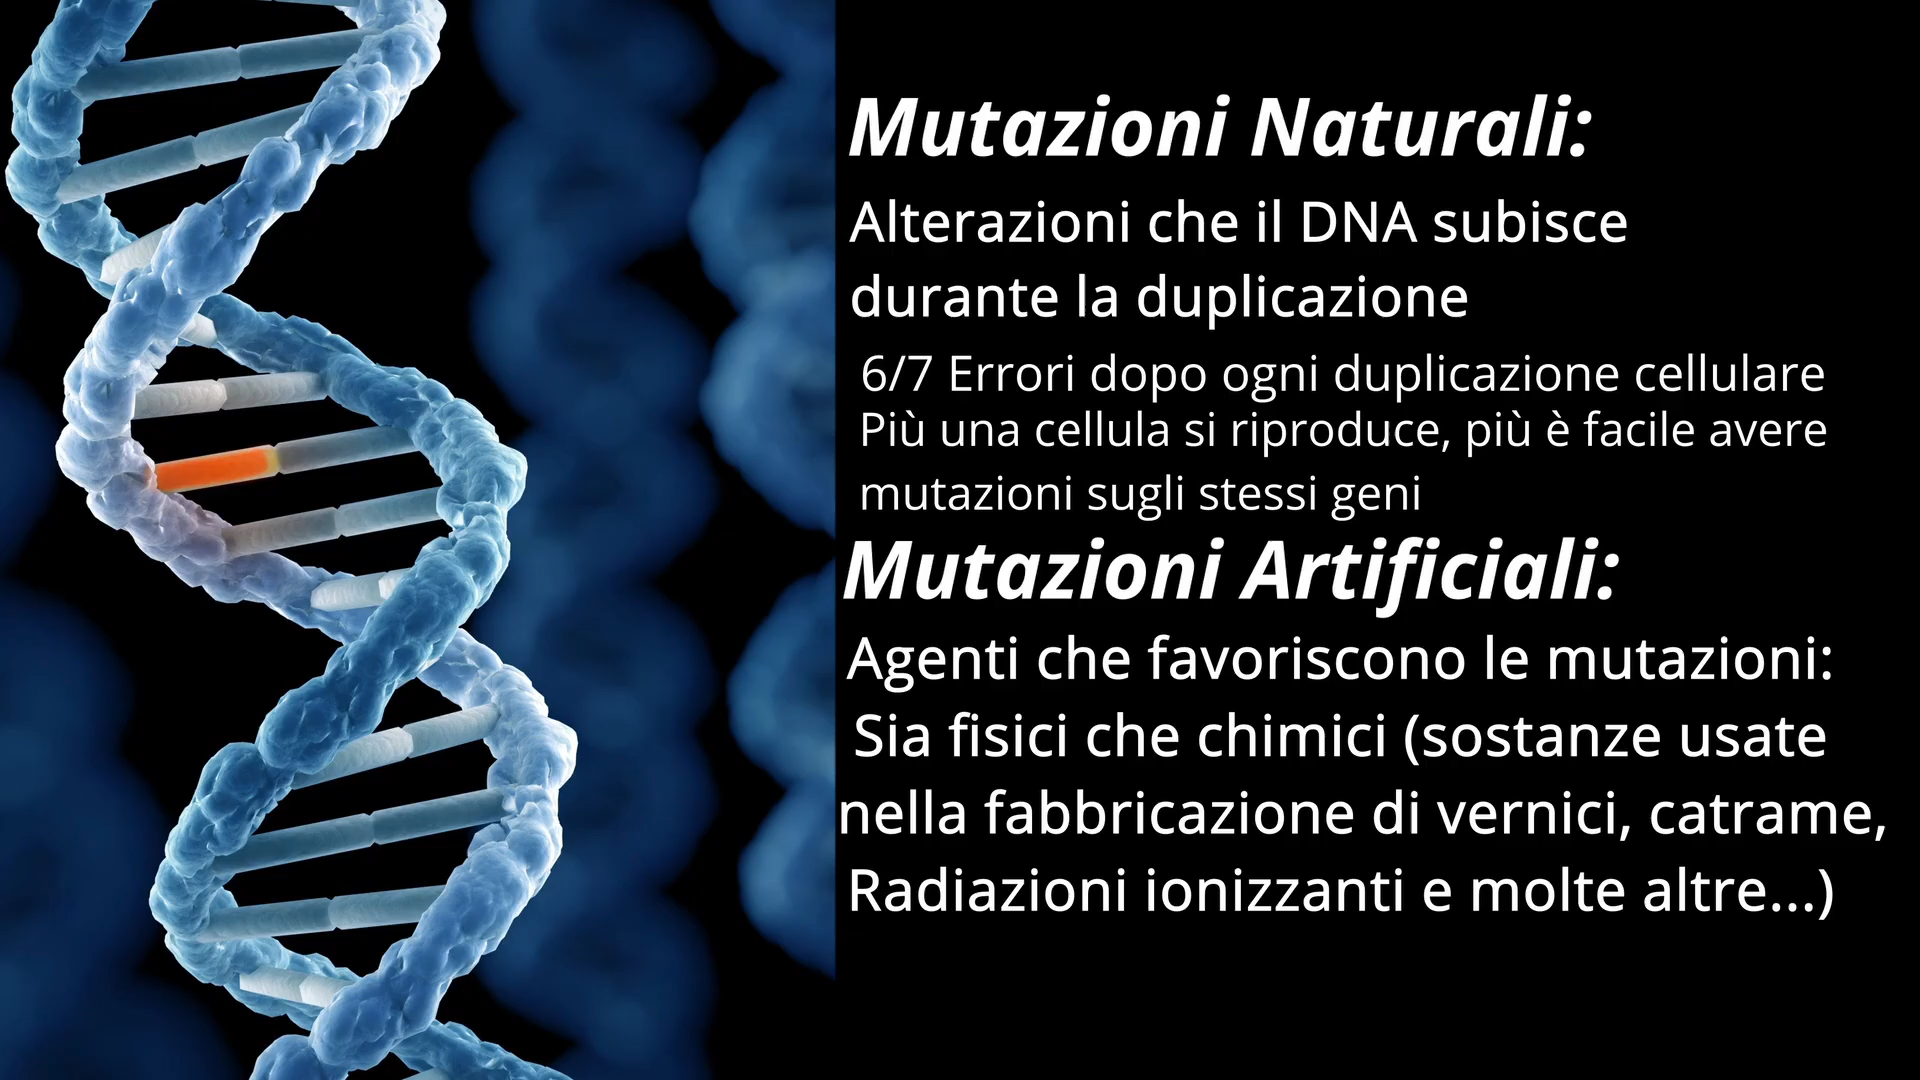 Mutazioni Naturali:
Alterazioni che il DNA subisce
durante la duplicazione
6/7 Errori dopo ogni duplicazione cellulare
Più una cellula si riproduce, più è facile avere
mutazioni sugli stessi geni
Mutazioni Artificiali:
Agenti che favoriscono le mutazioni:
Sia fisici che chimici (sostanze usate
nella fabbricazione di vernici, catrame,
Radiazioni ionizzanti e molte altre...)